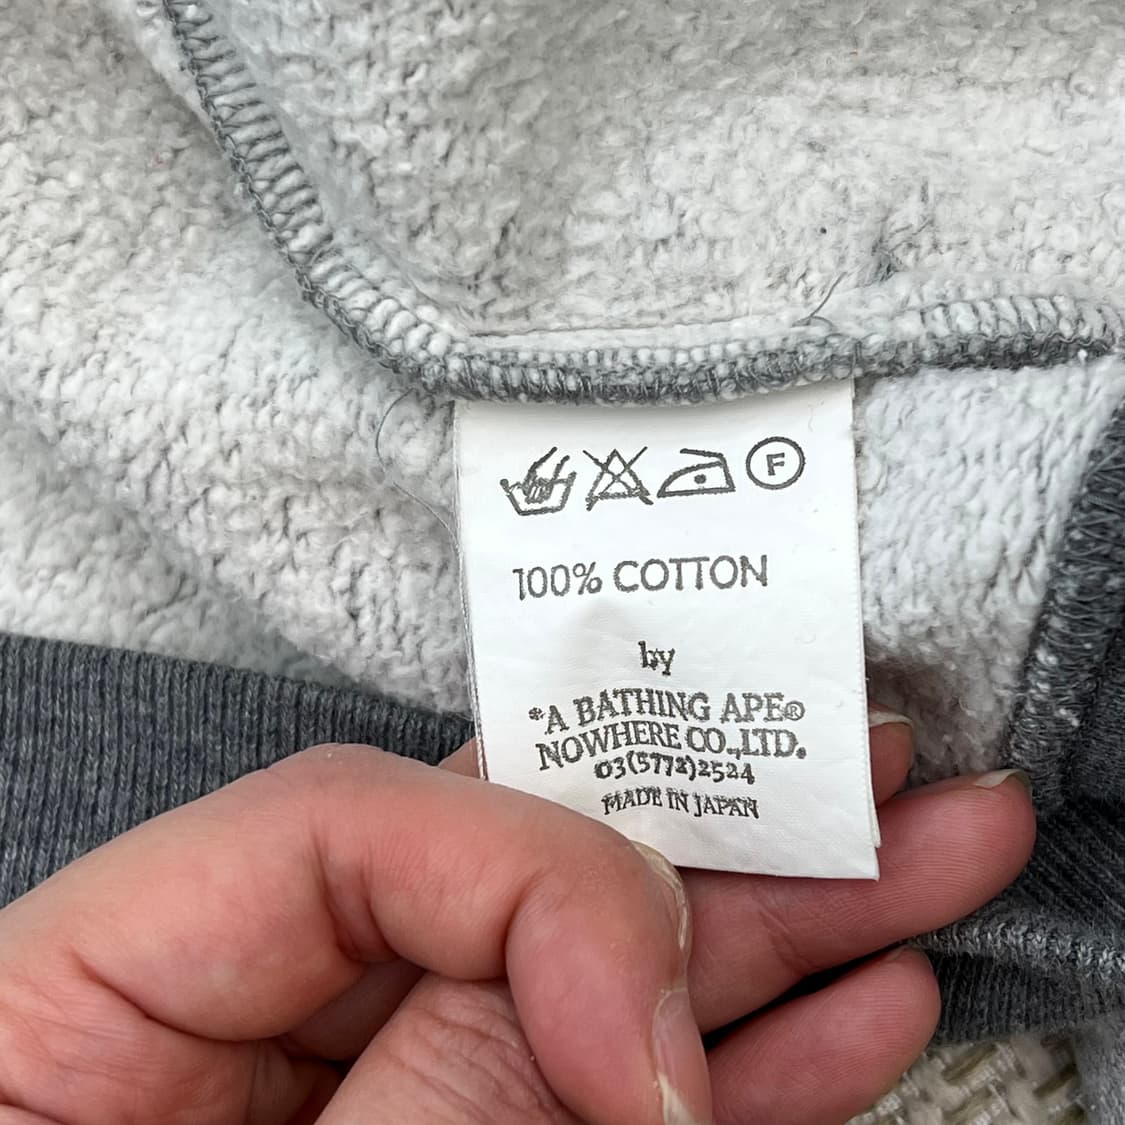 F
100% COTTON
by
*A BATHING APE®
NOWHERE CO.,LTD.
03(5772)2524
MADE IN JAPAN